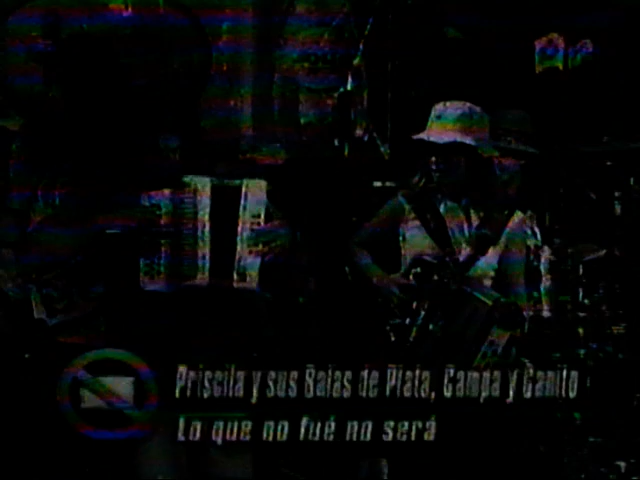 Priscila y sus Balas de Plata, Campa y Canito
Lo que no fué no será